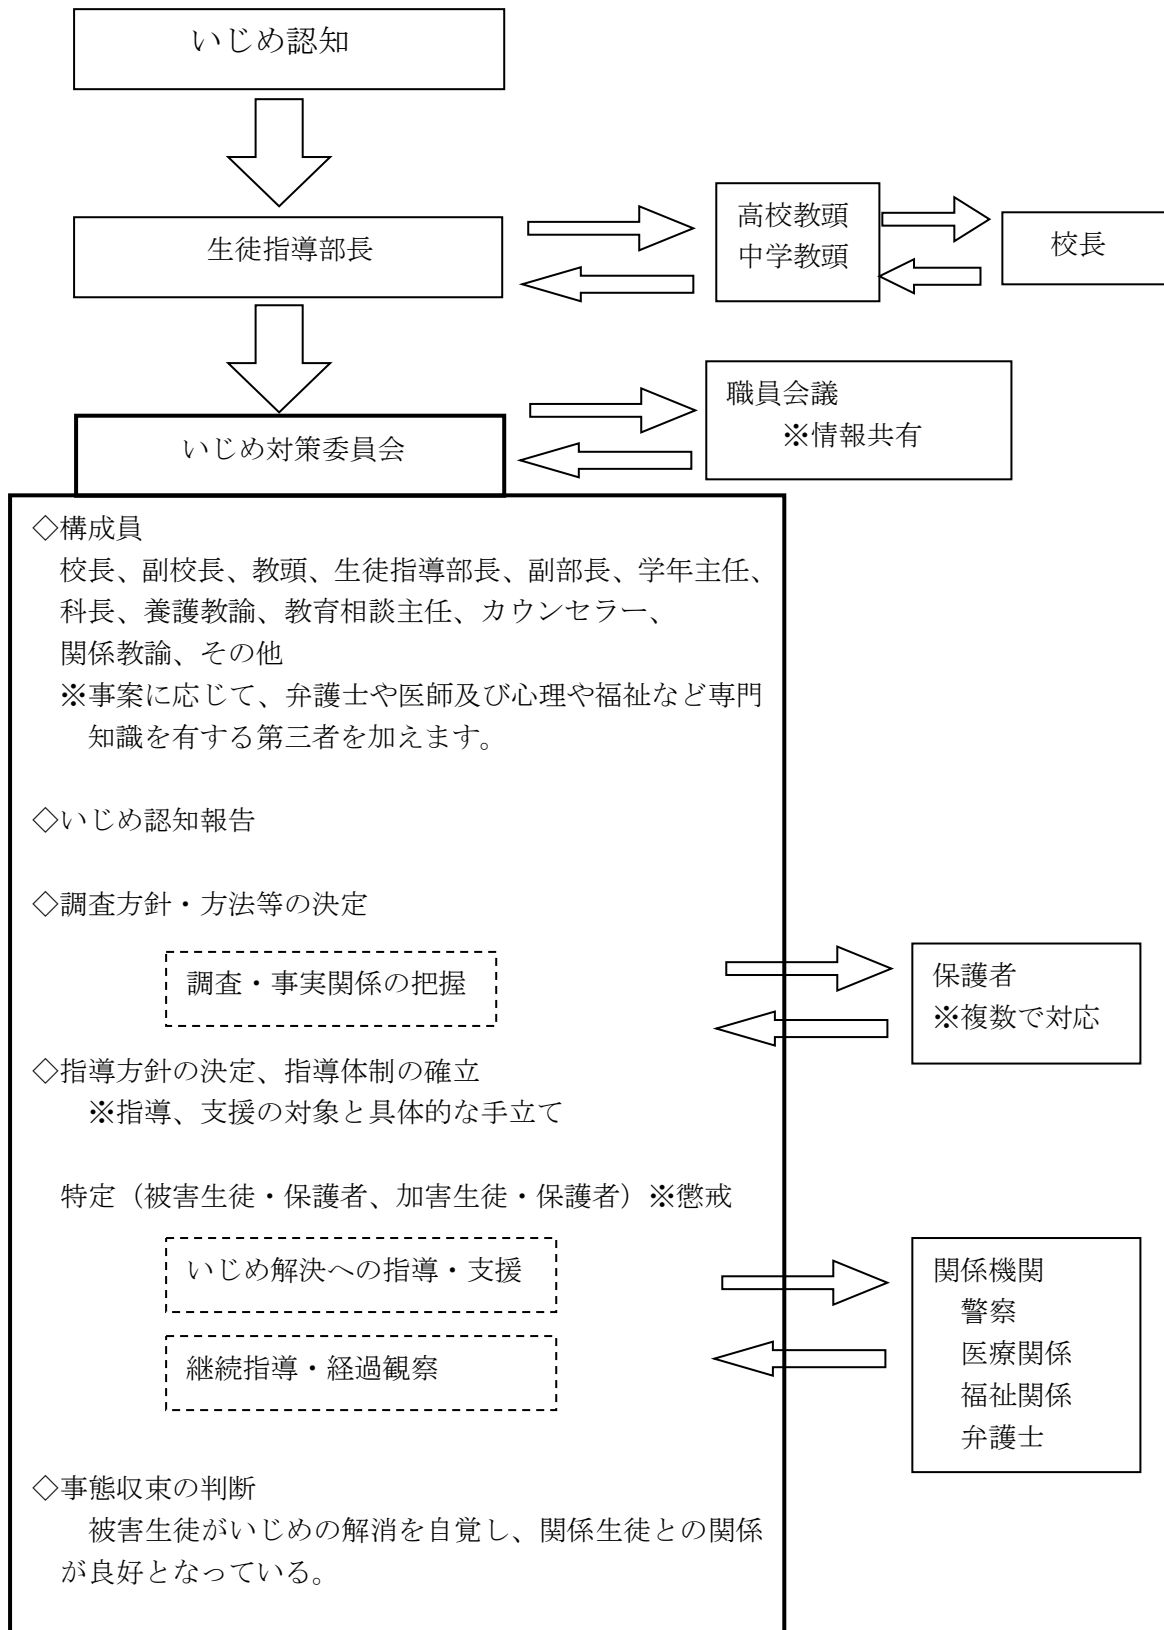 いじめ認知
生徒指導部長
高校教頭
中学教頭
校長
いじめ対策委員会
職員会議
※情報共有
◇構成員
校長、副校長、教頭、生徒指導部長、副部長、学年主任、
科長、養護教諭、教育相談主任、カウンセラー、
関係教諭、その他
※事案に応じて、弁護士や医師及び心理や福祉など専門
知識を有する第三者を加えます。
◇いじめ認知報告
◇調査方針・方法等の決定
調査・事実関係の把握
保護者
※複数で対応
◇指導方針の決定、指導体制の確立
※指導、支援の対象と具体的な手立て
特定（被害生徒・保護者、加害生徒・保護者）※懲戒
いじめ解決への指導・支援
継続指導・経過観察
関係機関
警察
医療関係
福祉関係
弁護士
◇事態収束の判断
被害生徒がいじめの解消を自覚し、関係生徒との関係
が良好となっている。